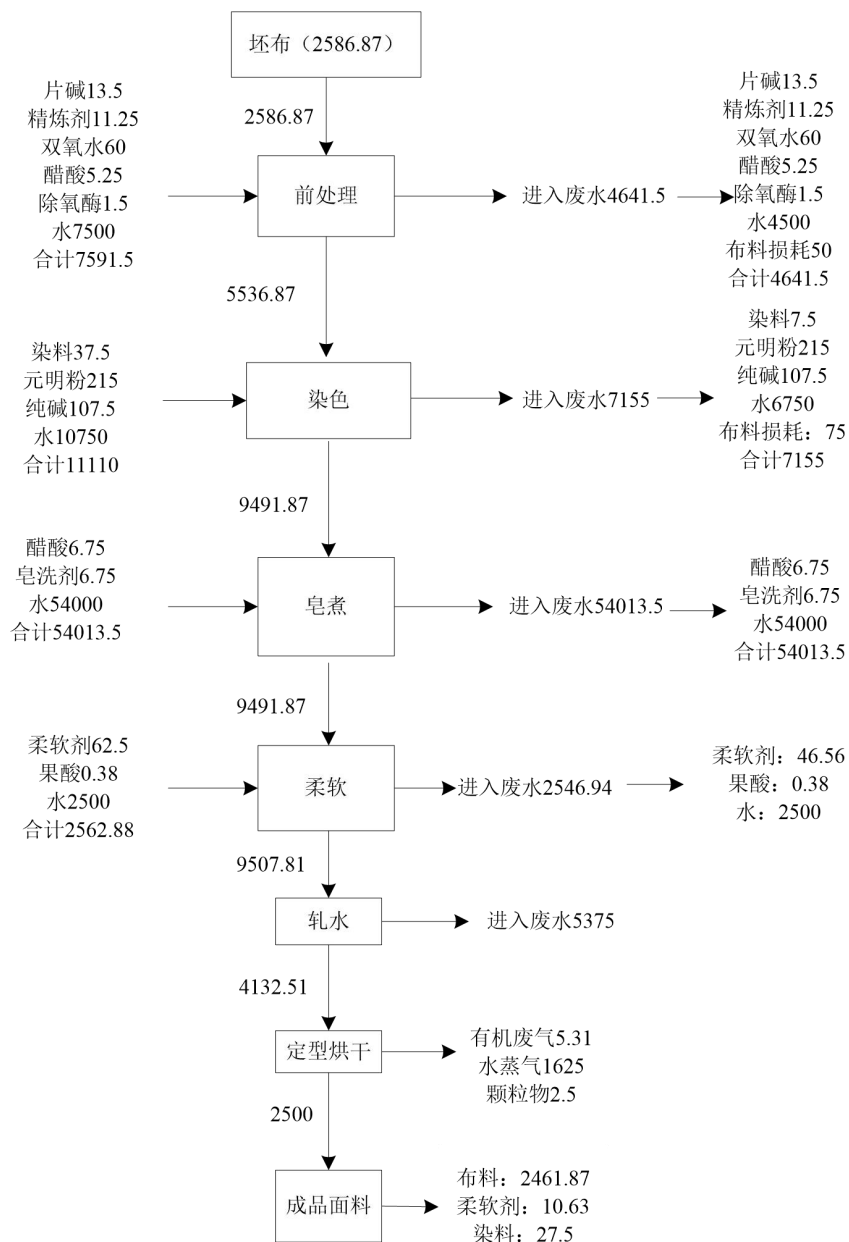 坯布（2586.87）
2586.87
片碱13.5
精炼剂11.25
双氧水60
醋酸5.25
除氧酶1.5
水7500
合计7591.5
前处理
进入废水4641.5
片碱13.5
精炼剂11.25
双氧水60
醋酸5.25
除氧酶1.5
水4500
布料损耗50
合计4641.5
5536.87
染料37.5
元明粉215
纯碱107.5
水10750
合计11110
染色
进入废水7155
染料7.5
元明粉215
纯碱107.5
水6750
布料损耗：75
合计7155
9491.87
醋酸6.75
皂洗剂6.75
水54000
合计54013.5
皂煮
进入废水54013.5
醋酸6.75
皂洗剂6.75
水54000
合计54013.5
9491.87
柔软剂62.5
果酸0.38
水2500
合计2562.88
柔软
进入废水2546.94
柔软剂：46.56
果酸：0.38
水：2500
9507.81
轧水
进入废水5375
4132.51
定型烘干
有机废气5.31
水蒸气1625
颗粒物2.5
2500
成品面料
布料：2461.87
柔软剂：10.63
染料：27.5